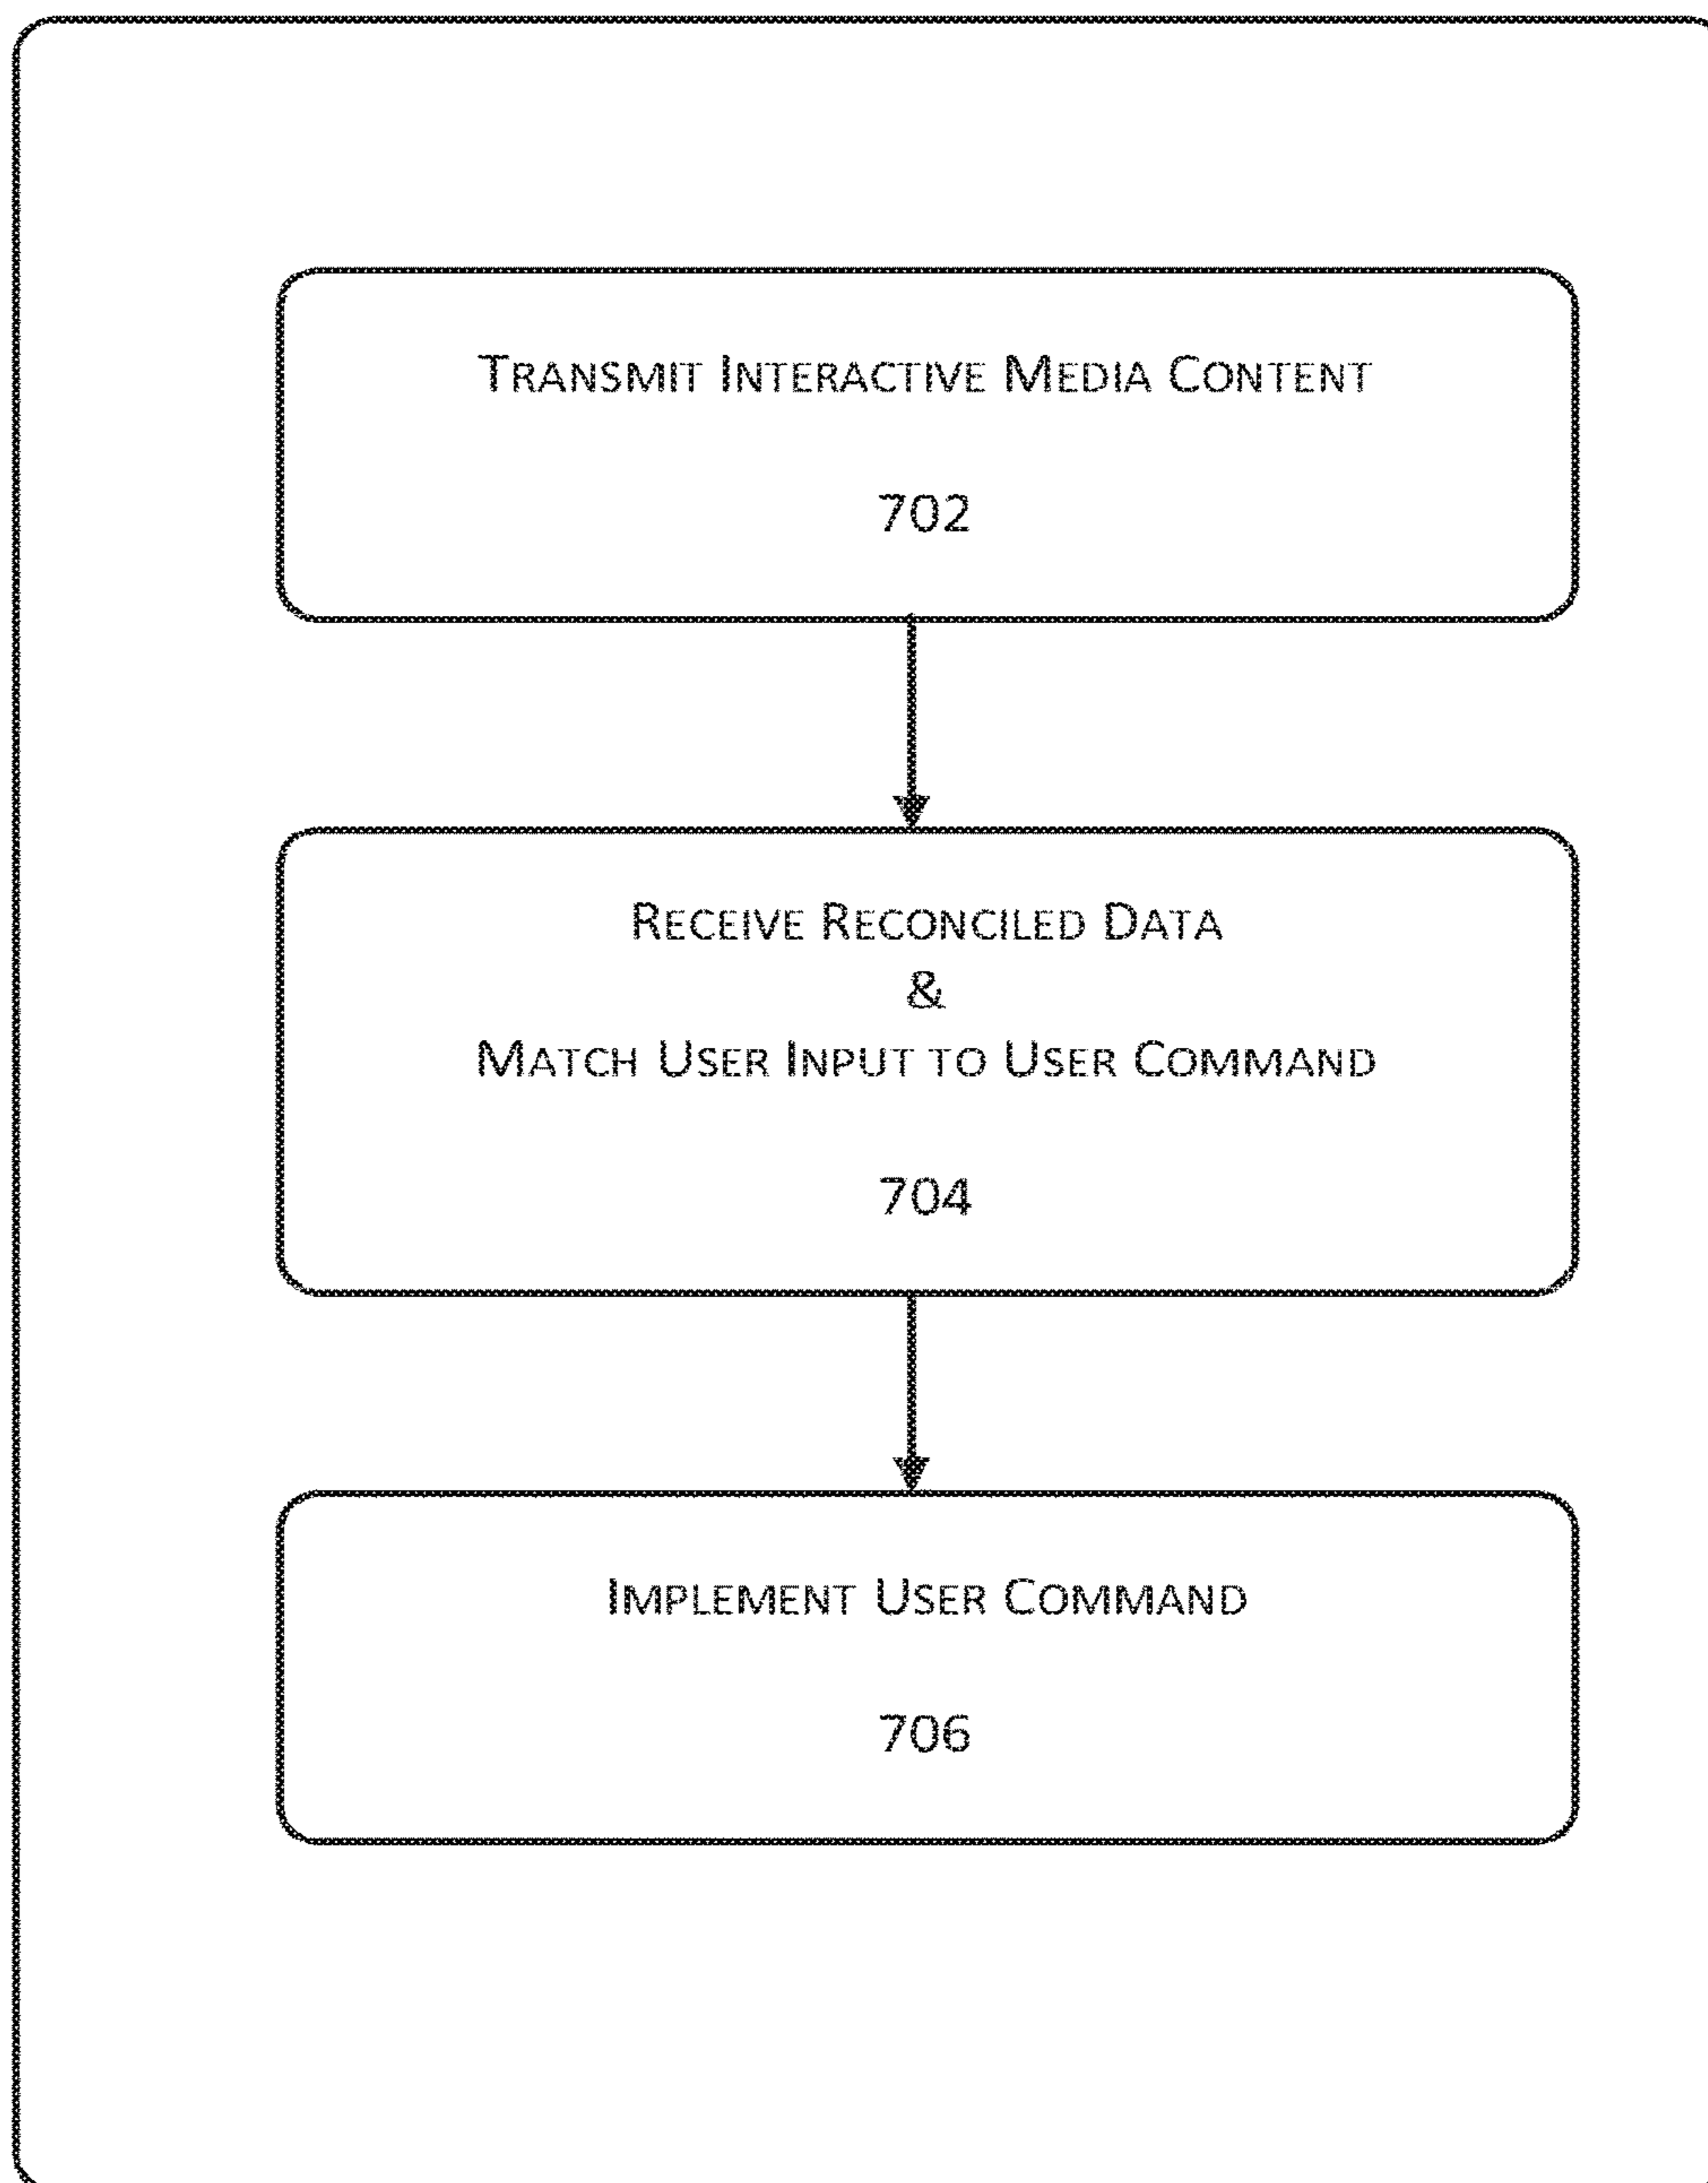 TRANSMIT INTERACTIVE MEDIA CONTENT
702
RECEIVE RECONCILED DATA
&
MATCH USER INPUT TO USER COMMAND
704
IMPLEMENT USER COMMAND
706